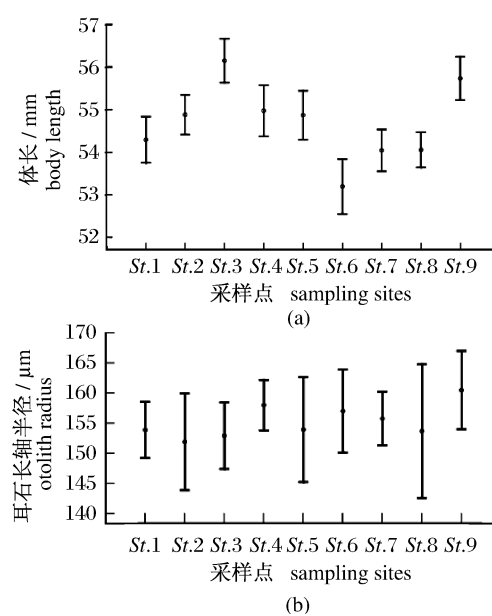 57
56
55
54
53
52
体长 / mm
body length
St.1 St.2 St.3 St.4 St.5 St.6 St.7 St.8 St.9
采样点 sampling sites
(a)
170
165
160
155
150
145
140
耳石长轴半径 / μm
otolith radius
St.1 St.2 St.3 St.4 St.5 St.6 St.7 St.8 St.9
采样点 sampling sites
(b)